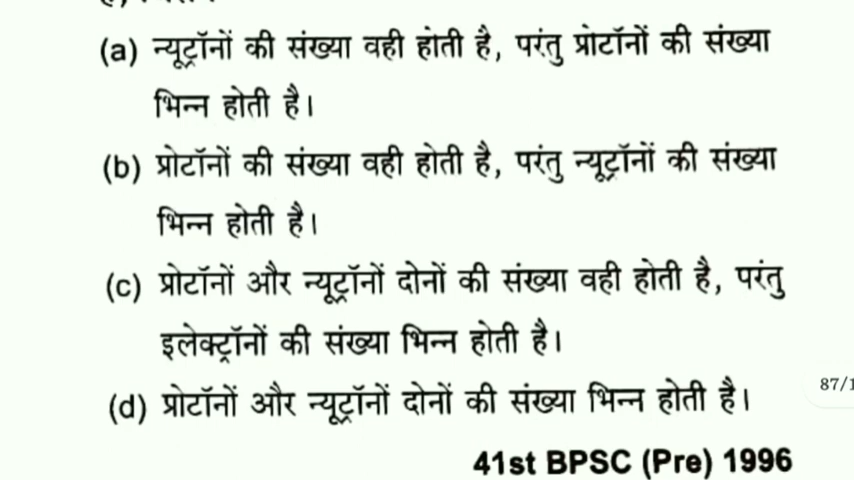 (a) न्यूट्रॉनों की संख्या वही होती है, परंतु प्रोटॉनों की संख्या
भिन्न होती है।
(b) प्रोटॉनों की संख्या वही होती है, परंतु न्यूट्रॉनों की संख्या
भिन्न होती है।
(c) प्रोटॉनों और न्यूट्रॉनों दोनों की संख्या वही होती है, परंतु
इलेक्ट्रॉनों की संख्या भिन्न होती है।
87/1
(d) प्रोटॉनों और न्यूट्रॉनों दोनों की संख्या भिन्न होती है।
41st BPSC (Pre) 1996